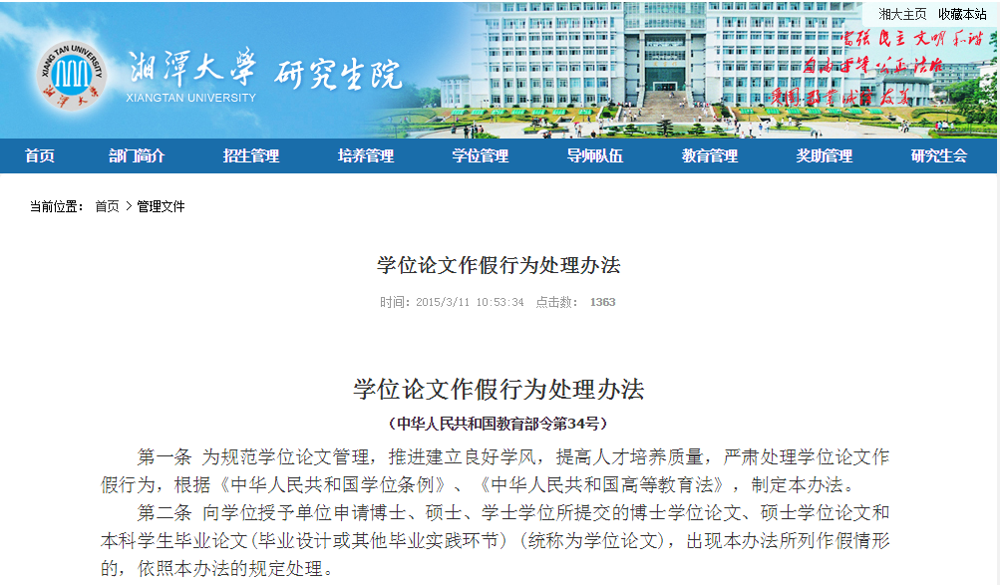 湘大主页 收藏本站
XIANG TAN UNIVERSITY
湘潭大学
湘潭大学 研究生院
XIANGTAN UNIVERSITY
富强 民主 文明 和谐
自由 平等 公正 法治
爱国 敬业 诚信 友善
首页 部门简介 招生管理 培养管理 学位管理 导师队伍 教育管理 奖助管理 研究生会
当前位置： 首页 > 管理文件
学位论文作假行为处理办法
时间：2015/3/11 10:53:34 点击数： 1363
学位论文作假行为处理办法
（中华人民共和国教育部令第34号）
第一条 为规范学位论文管理，推进建立良好学风，提高人才培养质量，严肃处理学位论文作
假行为，根据《中华人民共和国学位条例》、《中华人民共和国高等教育法》，制定本办法。
第二条 向学位授予单位申请博士、硕士、学士学位所提交的博士学位论文、硕士学位论文和
本科学生毕业论文(毕业设计或其他毕业实践环节) (统称为学位论文)，出现本办法所列作假情形
的，依照本办法的规定处理。